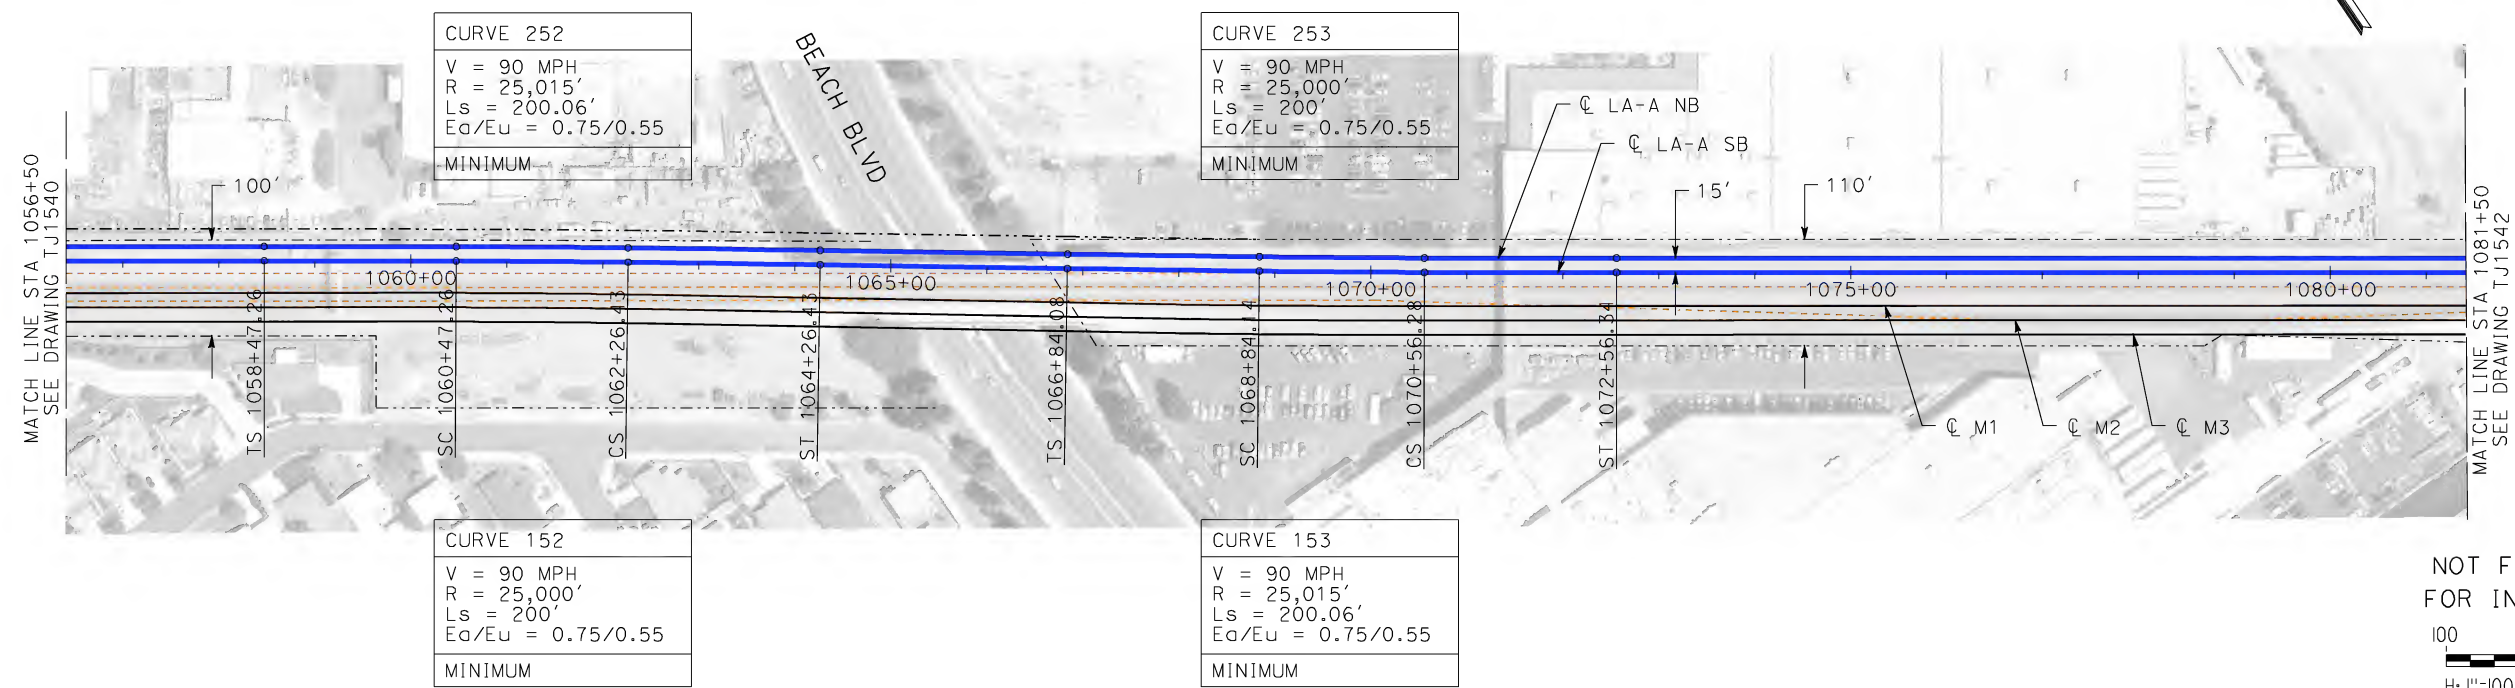 CURVE 252
V = 90 MPH
R = 25,015'
Ls = 200.06'
Ea/Eu = 0.75/0.55
MINIMUM
BEACH BLVD
CURVE 253
V = 90 MPH
R = 25,000'
Ls = 200'
Ea/Eu = 0.75/0.55
MINIMUM
℄ LA-A NB
℄ LA-A SB
100'
15'
110'
MATCH LINE STA 1056+50
SEE DRAWING TJ1540
1060+00
1065+00
1070+00
1075+00
1080+00
TS 1058+47.26
SC 1060+47.26
CS 1062+26.43
ST 1064+26.43
TS 1066+84.08
SC 1068+84.14
CS 1070+56.28
ST 1072+56.34
℄ M1
℄ M2
℄ M3
MATCH LINE STA 1081+50
SEE DRAWING TJ1542
CURVE 152
V = 90 MPH
R = 25,000'
Ls = 200'
Ea/Eu = 0.75/0.55
MINIMUM
CURVE 153
V = 90 MPH
R = 25,015'
Ls = 200.06'
Ea/Eu = 0.75/0.55
MINIMUM
NOT F
FOR IN
100
H: 1"=100